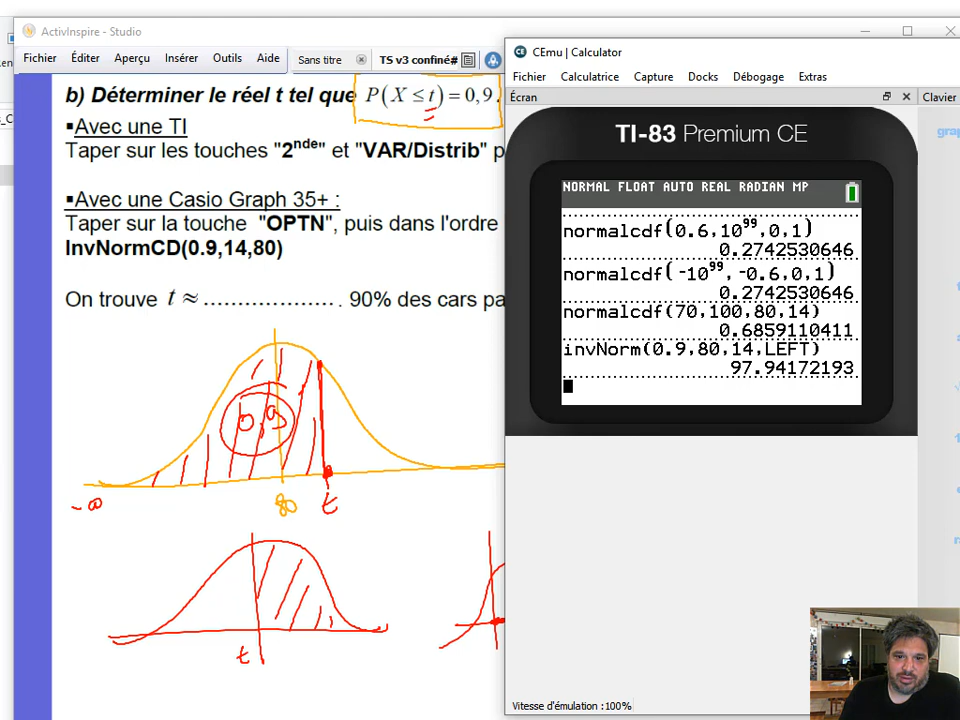 ActivInspire - Studio
Fichier Éditer Aperçu Insérer Outils Aide
Sans titre
TS v3 confiné#
b) Déterminer le réel t tel que P(X ≤ t) = 0,9
▪Avec une TI
Taper sur les touches "2nde" et "VAR/Distrib" p
▪Avec une Casio Graph 35+ :
Taper sur la touche "OPTN", puis dans l'ordre
InvNormCD(0.9,14,80)
On trouve t ≈ .................... . 90% des cars pa
0,9
-∞
80
t
t
CEmu | Calculator
Fichier Calculatrice Capture Docks Débogage Extras
Écran
Clavier
TI-83 Premium CE
NORMAL FLOAT AUTO REAL RADIAN MP
normalcdf(0.6,10^99,0,1)
0.2742530646
normalcdf(-10^99,-0.6,0,1)
0.2742530646
normalcdf(70,100,80,14)
0.6859110411
invNorm(0.9,80,14,LEFT)
97.94172193
Vitesse d'émulation :100%